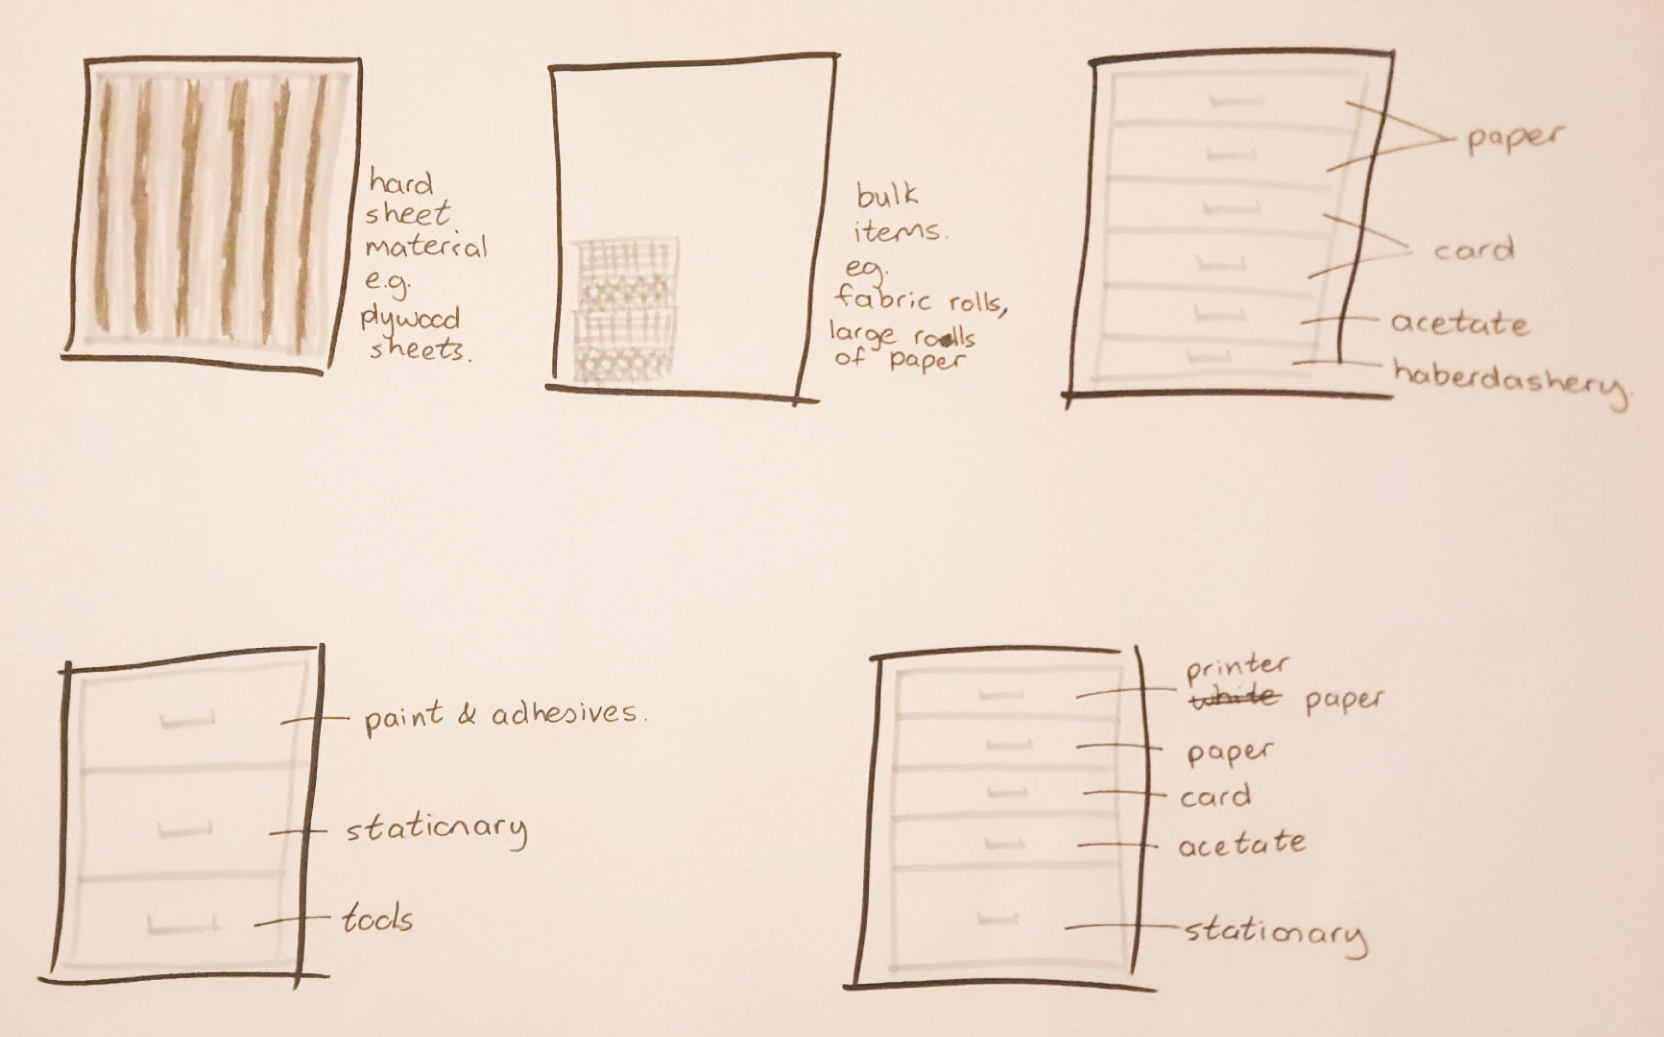 hard
sheet
material
e.g.
plywood
sheets.
bulk
items.
eg.
fabric rolls,
large rolls
of paper
paper
card
acetate
haberdashery.
paint & adhesives.
stationary
tools
printer
white paper
paper
card
acetate
stationary